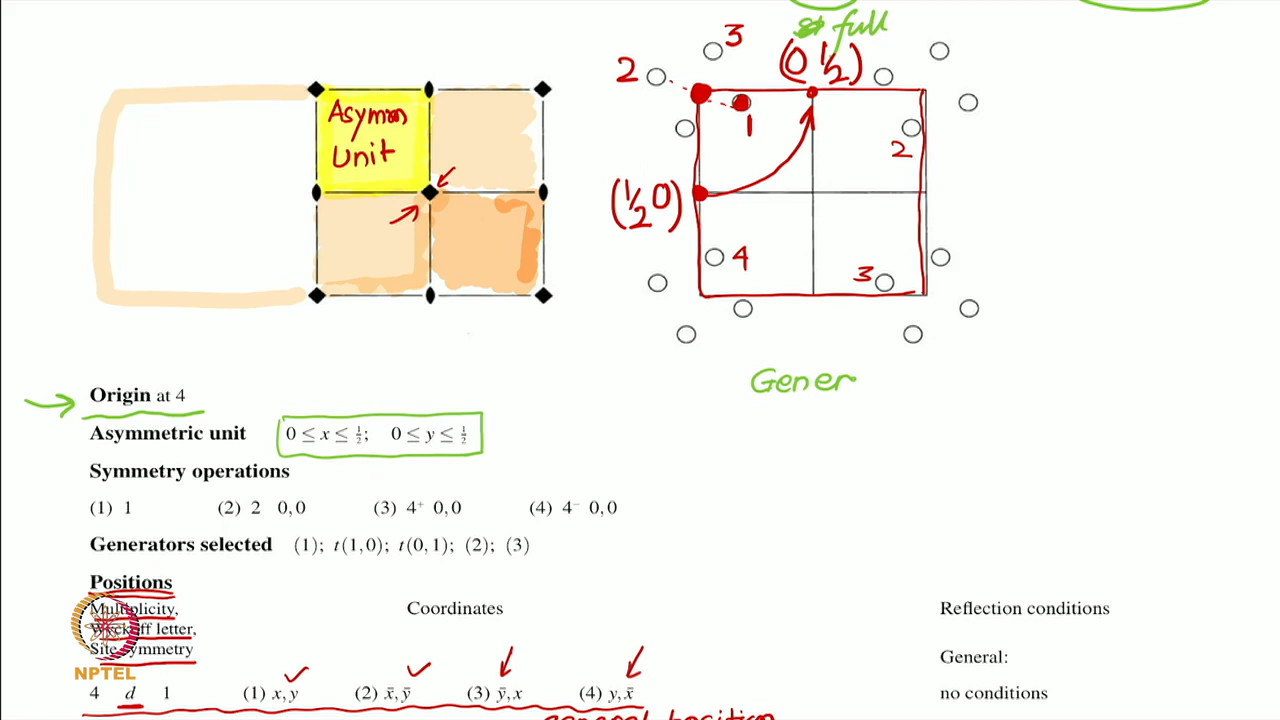 full
3
(0 ½)
2
Asymm
Unit
1
2
(½ 0)
4
3
Gener
Origin at 4
Asymmetric unit 0 ≤ x ≤ ½; 0 ≤ y ≤ ½
Symmetry operations
(1) 1 (2) 2 0,0 (3) 4⁺ 0,0 (4) 4⁻ 0,0
Generators selected (1); t(1,0); t(0,1); (2); (3)
Positions
Multiplicity, Coordinates Reflection conditions
Wyckoff letter,
Site symmetry General:
NPTEL
4 d 1 (1) x,y (2) x̄,ȳ (3) ȳ,x (4) y,x̄ no conditions
general position